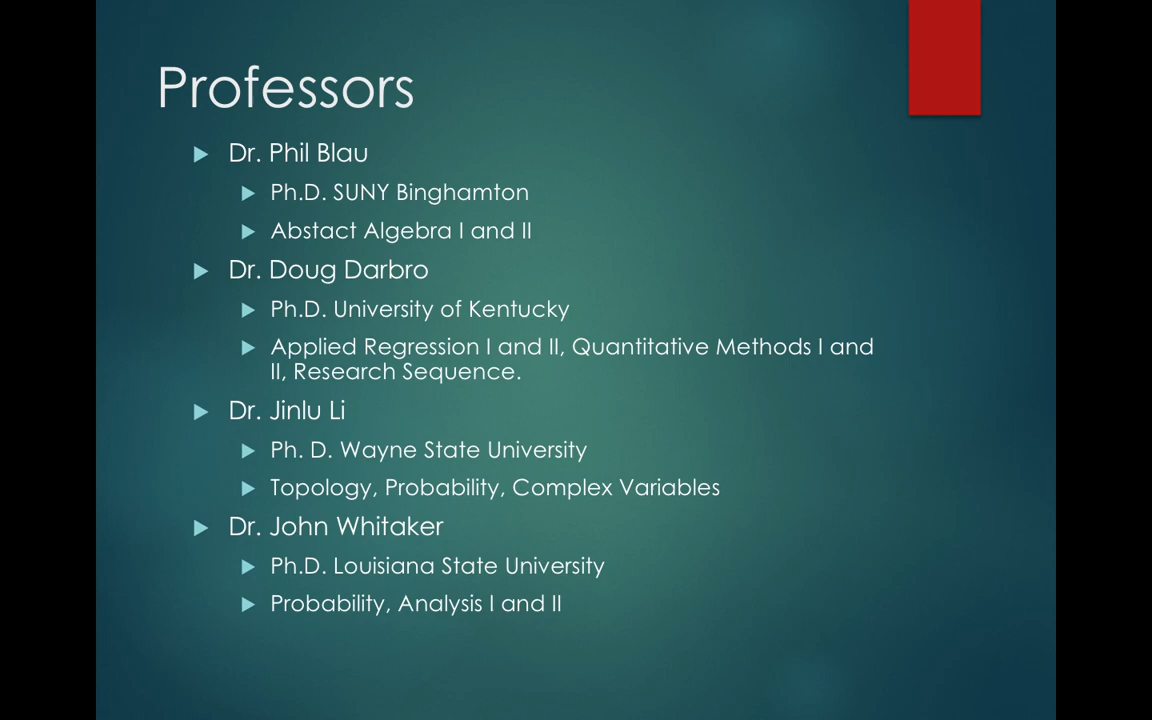 Professors
Dr. Phil Blau
Ph.D. SUNY Binghamton
Abstact Algebra I and II
Dr. Doug Darbro
Ph.D. University of Kentucky
Applied Regression I and II, Quantitative Methods I and
II, Research Sequence.
Dr. Jinlu Li
Ph. D. Wayne State University
Topology, Probability, Complex Variables
Dr. John Whitaker
Ph.D. Louisiana State University
Probability, Analysis I and II